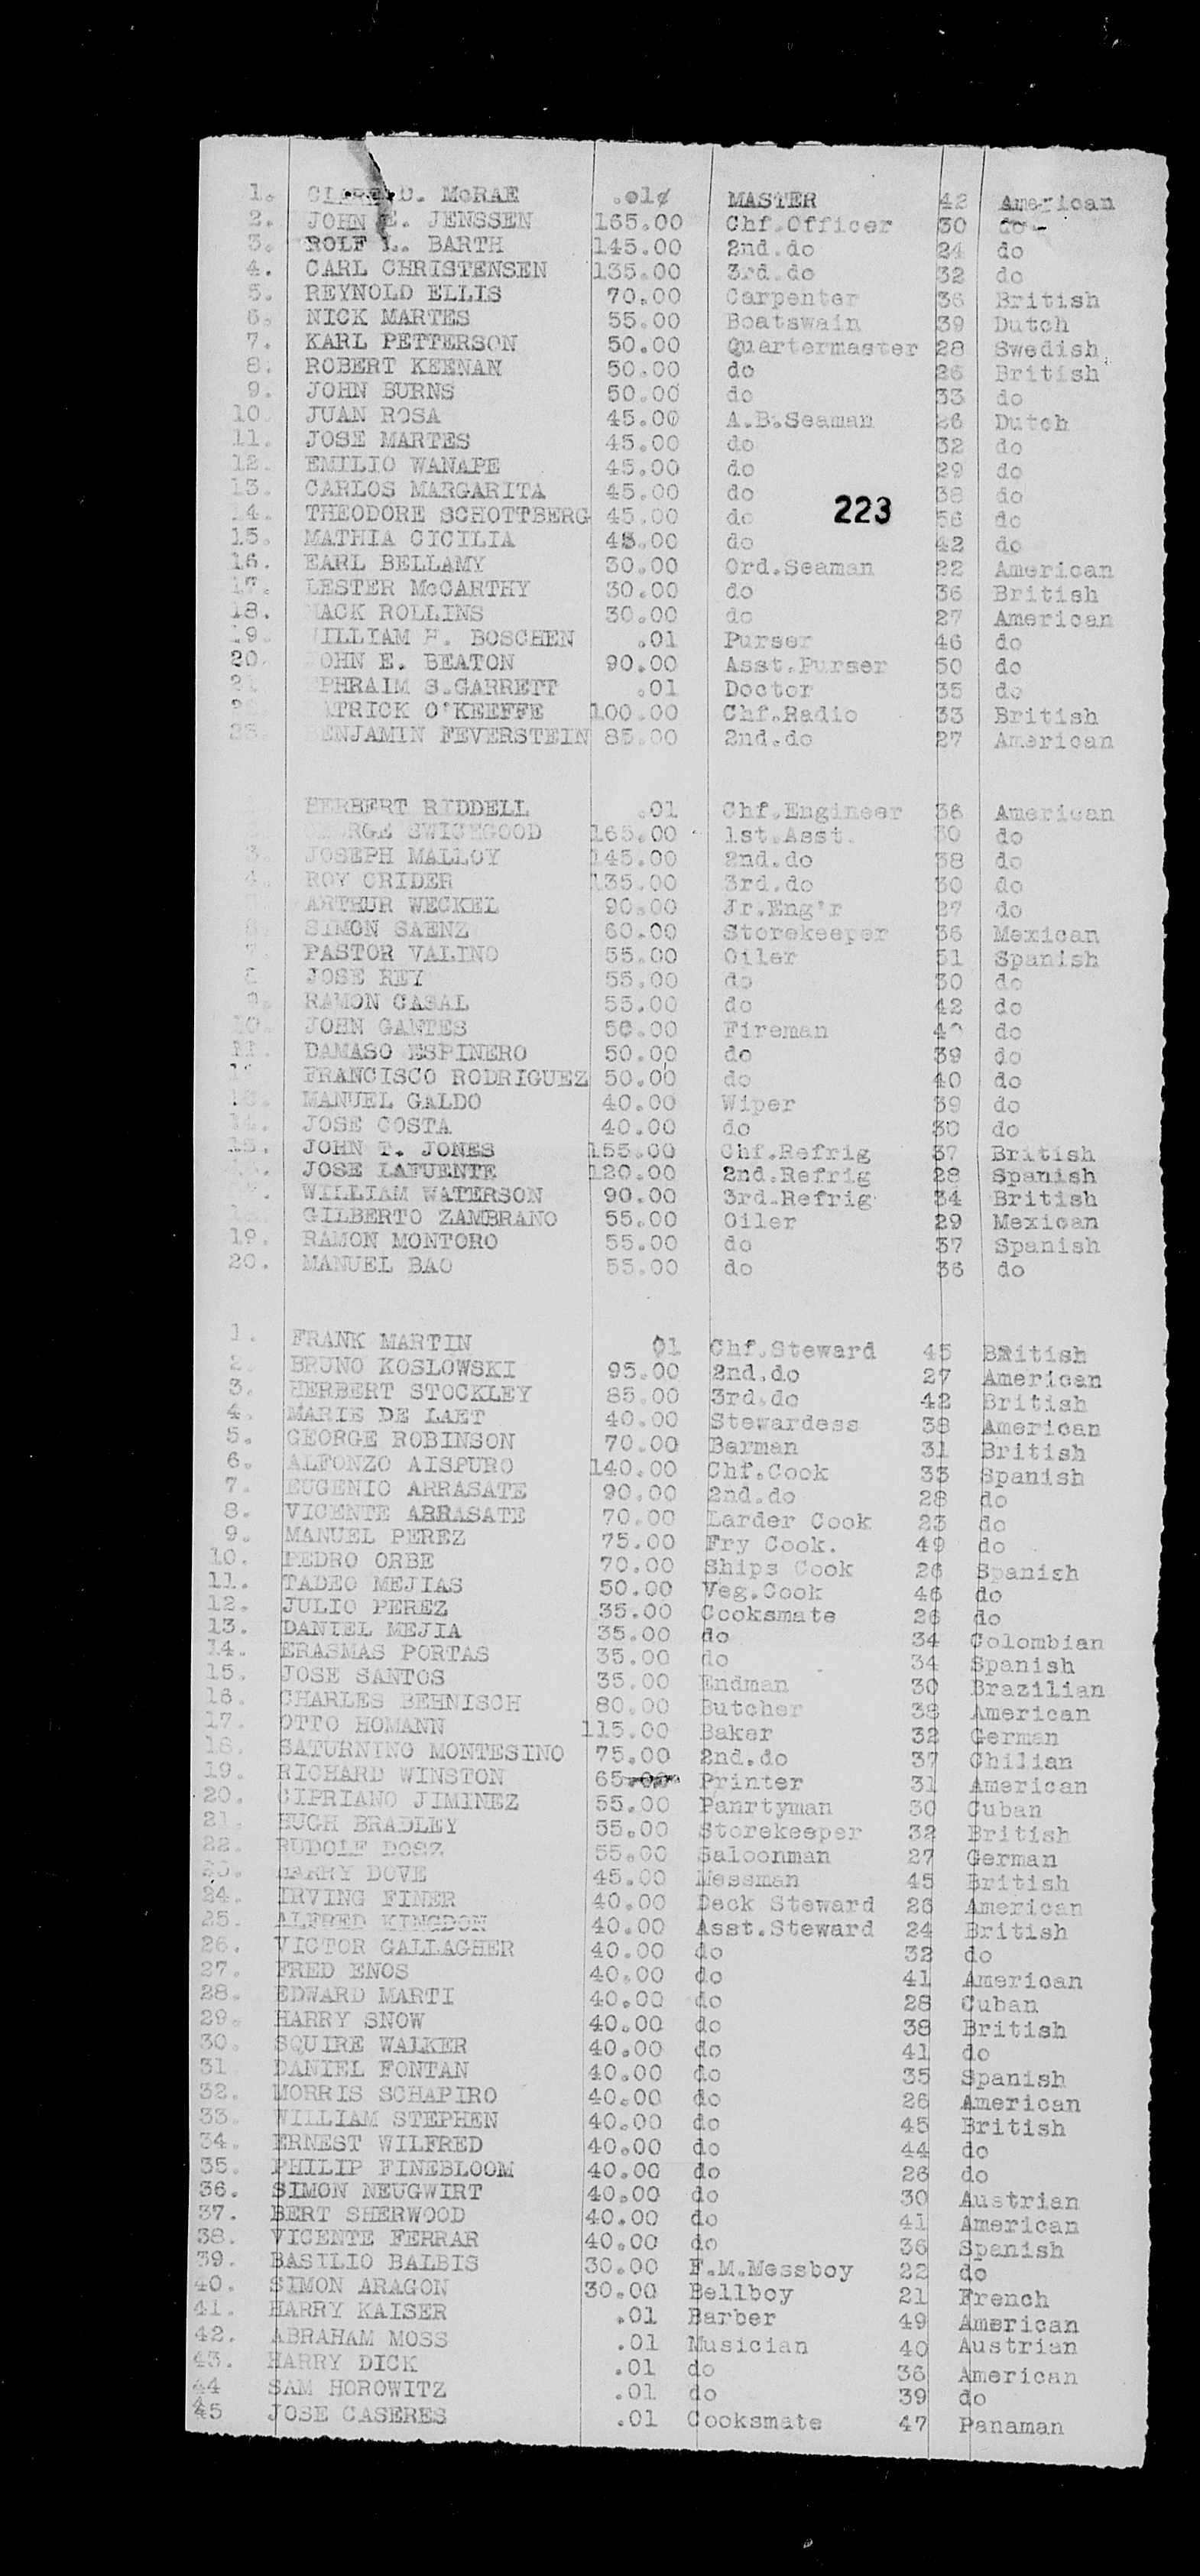 1. D. McRAE .01¢ MASTER 42 American
2. JOHN E. JENSSEN 165.00 Chf.Officer 30 do
3. ROLF L. BARTH 145.00 2nd.do 24 do
4. CARL CHRISTENSEN 135.00 3rd.do 32 do
5. REYNOLD ELLIS 70.00 Carpenter 36 British
6. NICK MARTES 55.00 Boatswain 39 Dutch
7. KARL PETTERSON 50.00 Quartermaster 28 Swedish
8. ROBERT KEENAN 50.00 do 26 British
9. JOHN BURNS 50.00 do 33 do
10. JUAN ROSA 45.00 A.B.Seaman 26 Dutch
11. JOSE MARTES 45.00 do 32 do
12. EMILIO WANAPE 45.00 do 29 do
13. CARLOS MARGARITA 45.00 do 38 do
223
14. THEODORE SCHOTTBERG 45.00 do 56 do
15. MATHIA CICILIA 45.00 do 42 do
16. EARL BELLAMY 30.00 Ord.Seaman 22 American
17. LESTER McCARTHY 30.00 do 36 British
18. MACK ROLLINS 30.00 do 27 American
19. WILLIAM H. BOSCHEN .01 Purser 46 do
20. JOHN E. BEATON 90.00 Asst.Purser 50 do
21 EPHRAIM S.GARRETT .01 Doctor 35 do
2 ATRICK O'KEEFFE 100.00 Chf.Radio 33 British
23. ENJAMIN FEVERSTEIN 85.00 2nd.do 27 American
HERBERT RIDDELL .01 Chf.Engineer 36 American
GEORGE SWICEGOOD 165.00 1st.Asst. 30 do
3. JOSEPH MALLOY 145.00 2nd.do 38 do
4. ROY CRIDER 135.00 3rd.do 30 do
ARTHUR WECKEL 90.00 Jr.Eng'r 27 do
6. SIMON SAENZ 60.00 Storekeeper 36 Mexican
7 PASTOR VALINO 55.00 Oiler 51 Spanish
8 JOSE REY 55.00 do 30 do
9. RAMON CASAL 55.00 do 42 do
10. JOHN GANTES 50.00 Fireman do
11. DAMASO ESPINERO 50.00 do 39 do
1 FRANCISCO RODRIGUEZ 50.00 do 40 do
13. MANUEL GALDO 40.00 Wiper 39 do
14. JOSE COSTA 40.00 do 30 do
15. JOHN T. JONES 155.00 Chf.Refrig 37 British
JOSE LAFUENTE 120.00 2nd.Refrig 28 Spanish
WILLIAM WATERSON 90.00 3rd.Refrig 34 British
18 GILBERTO ZAMBRANO 55.00 Oiler 29 Mexican
19. RAMON MONTORO 55.00 do 37 Spanish
20. MANUEL BAO 55.00 do 36 do
1. FRANK MARTIN 01 Chf.Steward 45 BRitish
2. BRUNO KOSLOWSKI 95.00 2nd.do 27 American
3. HERBERT STOCKLEY 85.00 3rd.do 42 British
4. MARIE DE LAET 40.00 Stewardess 38 American
5. GEORGE ROBINSON 70.00 Barman 31 British
6. ALFONZO AISPURO 140.00 Chf.Cook 33 Spanish
7. EUGENIO ARRASATE 90.00 2nd.do 28 do
8. VICENTE ARRASATE 70.00 Larder Cook 23 do
9. MANUEL PEREZ 75.00 Fry Cook. 49 do
10. PEDRO ORBE 70.00 Ships Cook 26 Spanish
11. TADEO MEJIAS 50.00 Veg.Cook 46 do
12. JULIO PEREZ 35.00 Cooksmate 26 do
13. DANIEL MEJIA 35.00 do 34 Colombian
14. ERASMAS PORTAS 35.00 do 34 Spanish
15. JOSE SANTOS 35.00 Endman 30 Brazilian
16. CHARLES BEHNISCH 80.00 Butcher 38 American
17. OTTO HOMANN 115.00 Baker 32 German
18. SATURNINO MONTESINO 75.00 2nd.do 37 Chilian
19. RICHARD WINSTON 65.00 Printer 31 American
20. CIPRIANO JIMINEZ 55.00 Panrtyman 30 Cuban
21. HUGH BRADLEY 55.00 Storekeeper 32 British
22. RUDOLF DOSZ 55.00 Saloonman 27 German
23. HARRY DOVE 45.00 Messman 45 British
24. IRVING FINER 40.00 Deck Steward 26 American
25. ALFRED KINGDON 40.00 Asst.Steward 24 British
26. VICTOR GALLAGHER 40.00 do 32 do
27. FRED ENOS 40.00 do 41 American
28. EDWARD MARTI 40.00 do 28 Cuban
29. HARRY SNOW 40.00 do 38 British
30. SQUIRE WALKER 40.00 do 41 do
31. DANIEL FONTAN 40.00 do 35 Spanish
32. MORRIS SCHAPIRO 40.00 do 26 American
33. WILLIAM STEPHEN 40.00 do 45 British
34. ERNEST WILFRED 40.00 do 44 do
35. PHILIP FINEBLOOM 40.00 do 26 do
36. SIMON NEUGWIRT 40.00 do 30 Austrian
37. BERT SHERWOOD 40.00 do 41 American
38. VICENTE FERRAR 40.00 do 36 Spanish
39. BASILIO BALBIS 30.00 F.M.Messboy 22 do
40. SIMON ARAGON 30.00 Bellboy 21 French
41. HARRY KAISER .01 Barber 49 American
42. ABRAHAM MOSS .01 Musician 40 Austrian
43. HARRY DICK .01 do 36 American
44 SAM HOROWITZ .01 do 39 do
45 JOSE CASERES .01 Cooksmate 47 Panaman